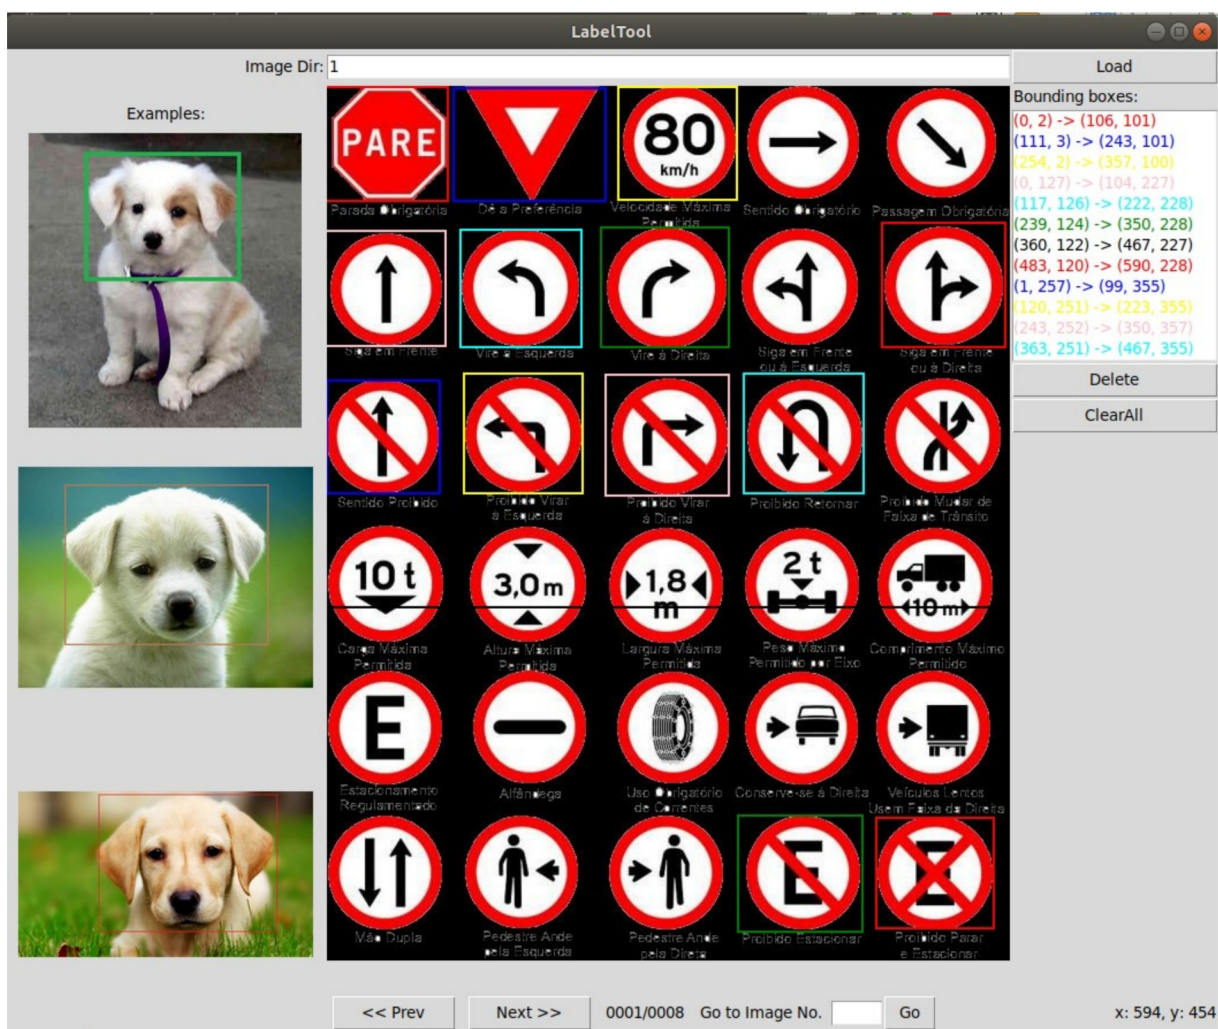 LabelTool
Image Dir: 1
Load
Examples:
Bounding boxes:
(0, 2) -> (106, 101)
(111, 3) -> (243, 101)
(254, 2) -> (357, 100)
(0, 127) -> (104, 227)
(117, 126) -> (222, 228)
(239, 124) -> (350, 228)
(360, 122) -> (467, 227)
(483, 120) -> (590, 228)
(1, 257) -> (99, 355)
(120, 251) -> (223, 355)
(243, 252) -> (350, 357)
(363, 251) -> (467, 355)
Delete
ClearAll
PARE
80
km/h
Parada Obrigatória
Dê a Preferência
Velocidade Máxima
Permitida
Sentido Obrigatório
Passagem Obrigatória
Siga em Frente
Vire à Esquerda
Vire à Direita
Siga em Frente
ou à Esquerda
Siga em Frente
ou à Direita
Sentido Proibido
Proibido Virar
à Esquerda
Proibido Virar
à Direita
Proibido Retornar
Proibido Mudar de
Faixa de Trânsito
10 t
3,0 m
1,8
m
2 t
10 m
Carga Máxima
Permitida
Altura Máxima
Permitida
Largura Máxima
Permitida
Peso Máximo
Permitido por Eixo
Comprimento Máximo
Permitido
E
Estacionamento
Regulamentado
Alfândega
Uso Obrigatório
de Correntes
Conserve-se à Direita
Veículos Lentos
Usem Faixa da Direita
E
E
Mão Dupla
Pedestre Ande
pela Esquerda
Pedestre Ande
pela Direta
Proibido Estacionar
Proibido Parar
e Estacionar
<< Prev
Next >>
0001/0008
Go to Image No.
Go
x: 594, y: 454